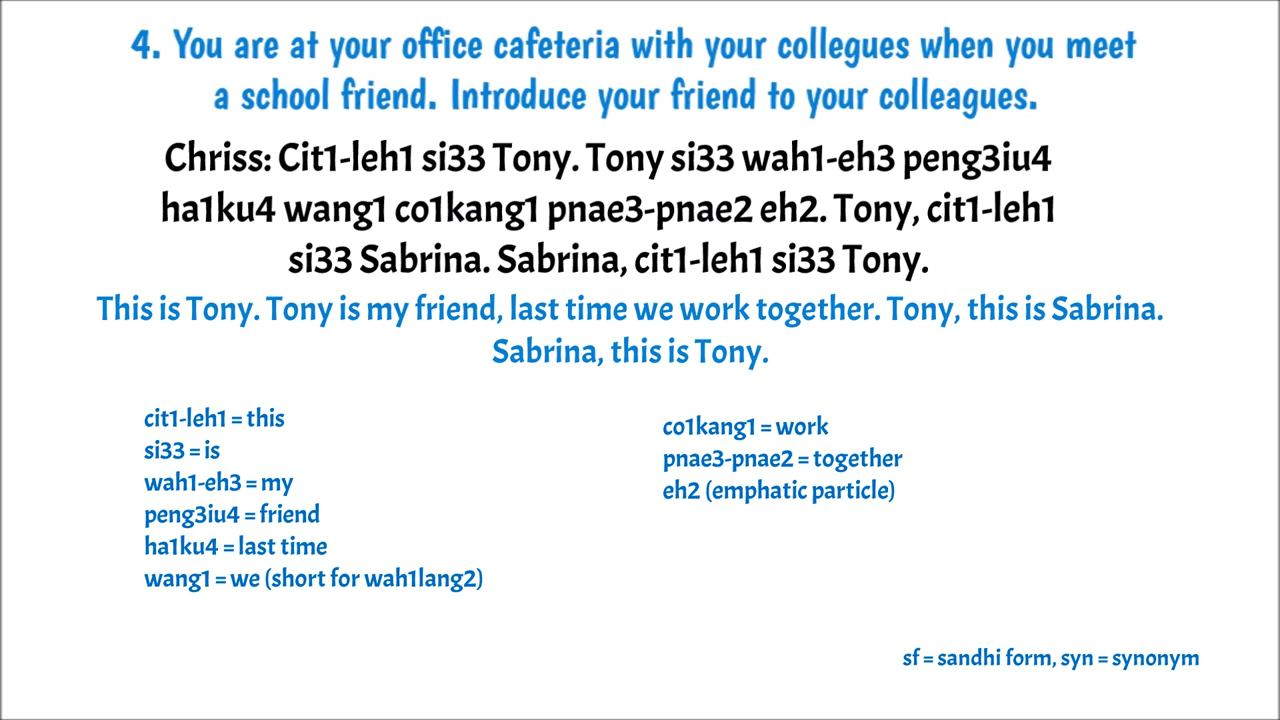 4. You are at your office cafeteria with your collegues when you meet
a school friend. Introduce your friend to your colleagues.
Chriss: Cit1-leh1 si33 Tony. Tony si33 wah1-eh3 peng3iu4
ha1ku4 wang1 co1kang1 pnae3-pnae2 eh2. Tony, cit1-leh1
si33 Sabrina. Sabrina, cit1-leh1 si33 Tony.
This is Tony. Tony is my friend, last time we work together. Tony, this is Sabrina.
Sabrina, this is Tony.
cit1-leh1 = this
si33 = is
wah1-eh3 = my
peng3iu4 = friend
ha1ku4 = last time
wang1 = we (short for wah1lang2)
co1kang1 = work
pnae3-pnae2 = together
eh2 (emphatic particle)
sf = sandhi form, syn = synonym